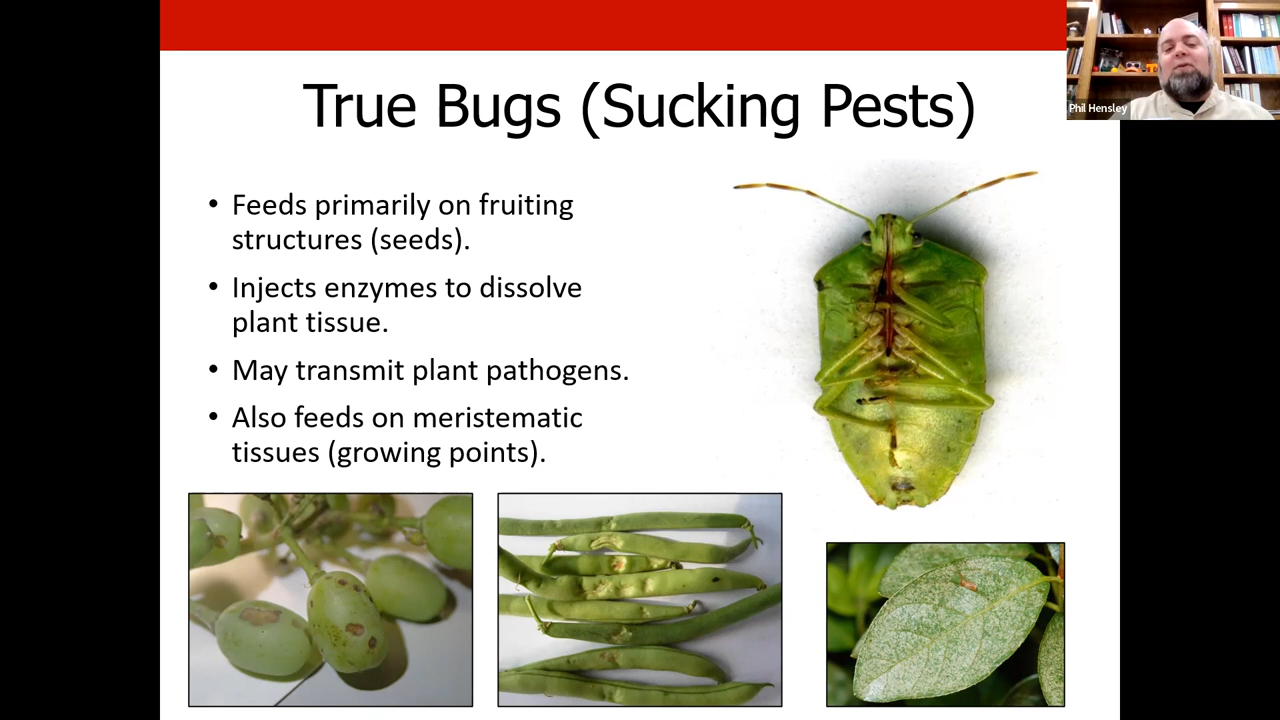 True Bugs (Sucking Pests)
Phil Hensley
• Feeds primarily on fruiting
structures (seeds).
• Injects enzymes to dissolve
plant tissue.
• May transmit plant pathogens.
• Also feeds on meristematic
tissues (growing points).